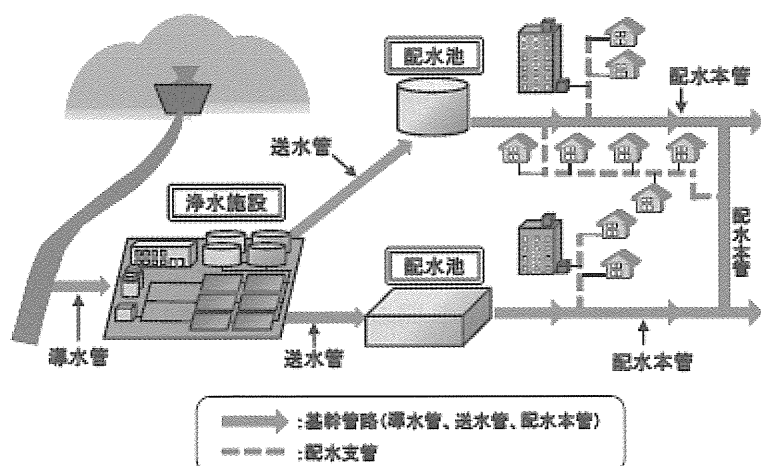 配水池
配水本管
送水管
浄水施設
配水本管
配水池
導水管
送水管
配水本管
:基幹管路(導水管、送水管、配水本管)
:配水支管